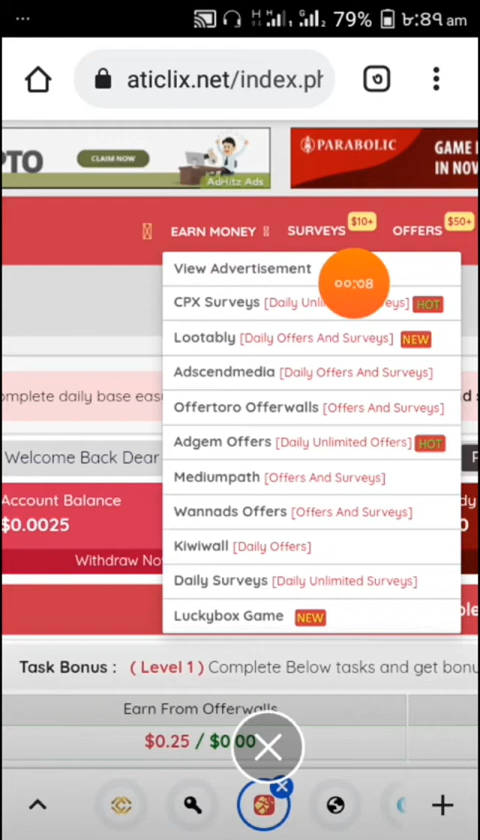 79% ৮:৪৯ am
aticlix.net/index.ph
PTO
CLAIM NOW
AdHitz Ads
PARABOLIC
GAME
IN NOV
EARN MONEY
SURVEYS
$10+
OFFERS
$50+
View Advertisement
00:08
CPX Surveys [Daily Unl ys] HOT
Lootably [Daily Offers And Surveys] NEW
Adscendmedia [Daily Offers And Surveys]
omplete daily base eas
Offertoro Offerwalls [Offers And Surveys]
Adgem Offers [Daily Unlimited Offers] HOT
Welcome Back Dear
Mediumpath [Offers And Surveys]
Account Balance
$0.0025
Wannads Offers [Offers And Surveys]
Kiwiwall [Daily Offers]
Withdraw No
Daily Surveys [Daily Unlimited Surveys]
Luckybox Game NEW
Task Bonus : ( Level 1 ) Complete Below tasks and get bonu
Earn From Offerwalls
$0.25 / $0.00